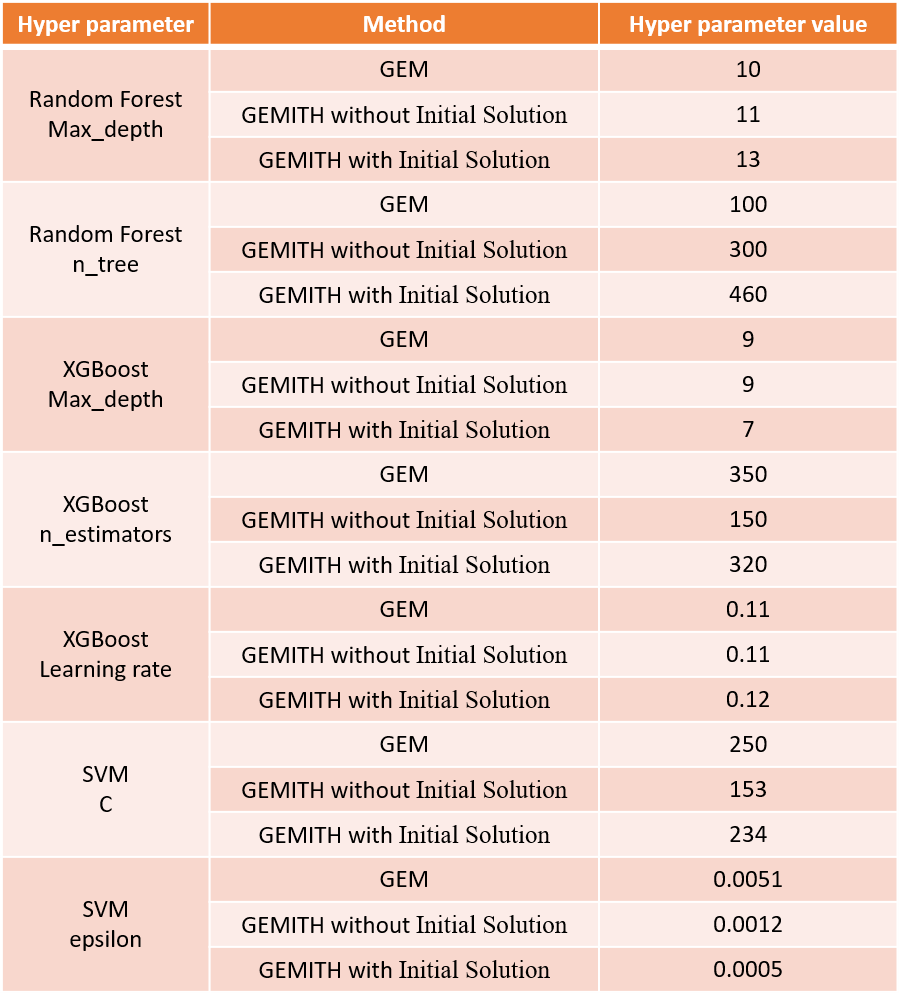 Hyper parameter Method Hyper parameter value
Random Forest
Max_depth
GEM 10
GEMITH without Initial Solution 11
GEMITH with Initial Solution 13
Random Forest
n_tree
GEM 100
GEMITH without Initial Solution 300
GEMITH with Initial Solution 460
XGBoost
Max_depth
GEM 9
GEMITH without Initial Solution 9
GEMITH with Initial Solution 7
XGBoost
n_estimators
GEM 350
GEMITH without Initial Solution 150
GEMITH with Initial Solution 320
XGBoost
Learning rate
GEM 0.11
GEMITH without Initial Solution 0.11
GEMITH with Initial Solution 0.12
SVM
C
GEM 250
GEMITH without Initial Solution 153
GEMITH with Initial Solution 234
SVM
epsilon
GEM 0.0051
GEMITH without Initial Solution 0.0012
GEMITH with Initial Solution 0.0005